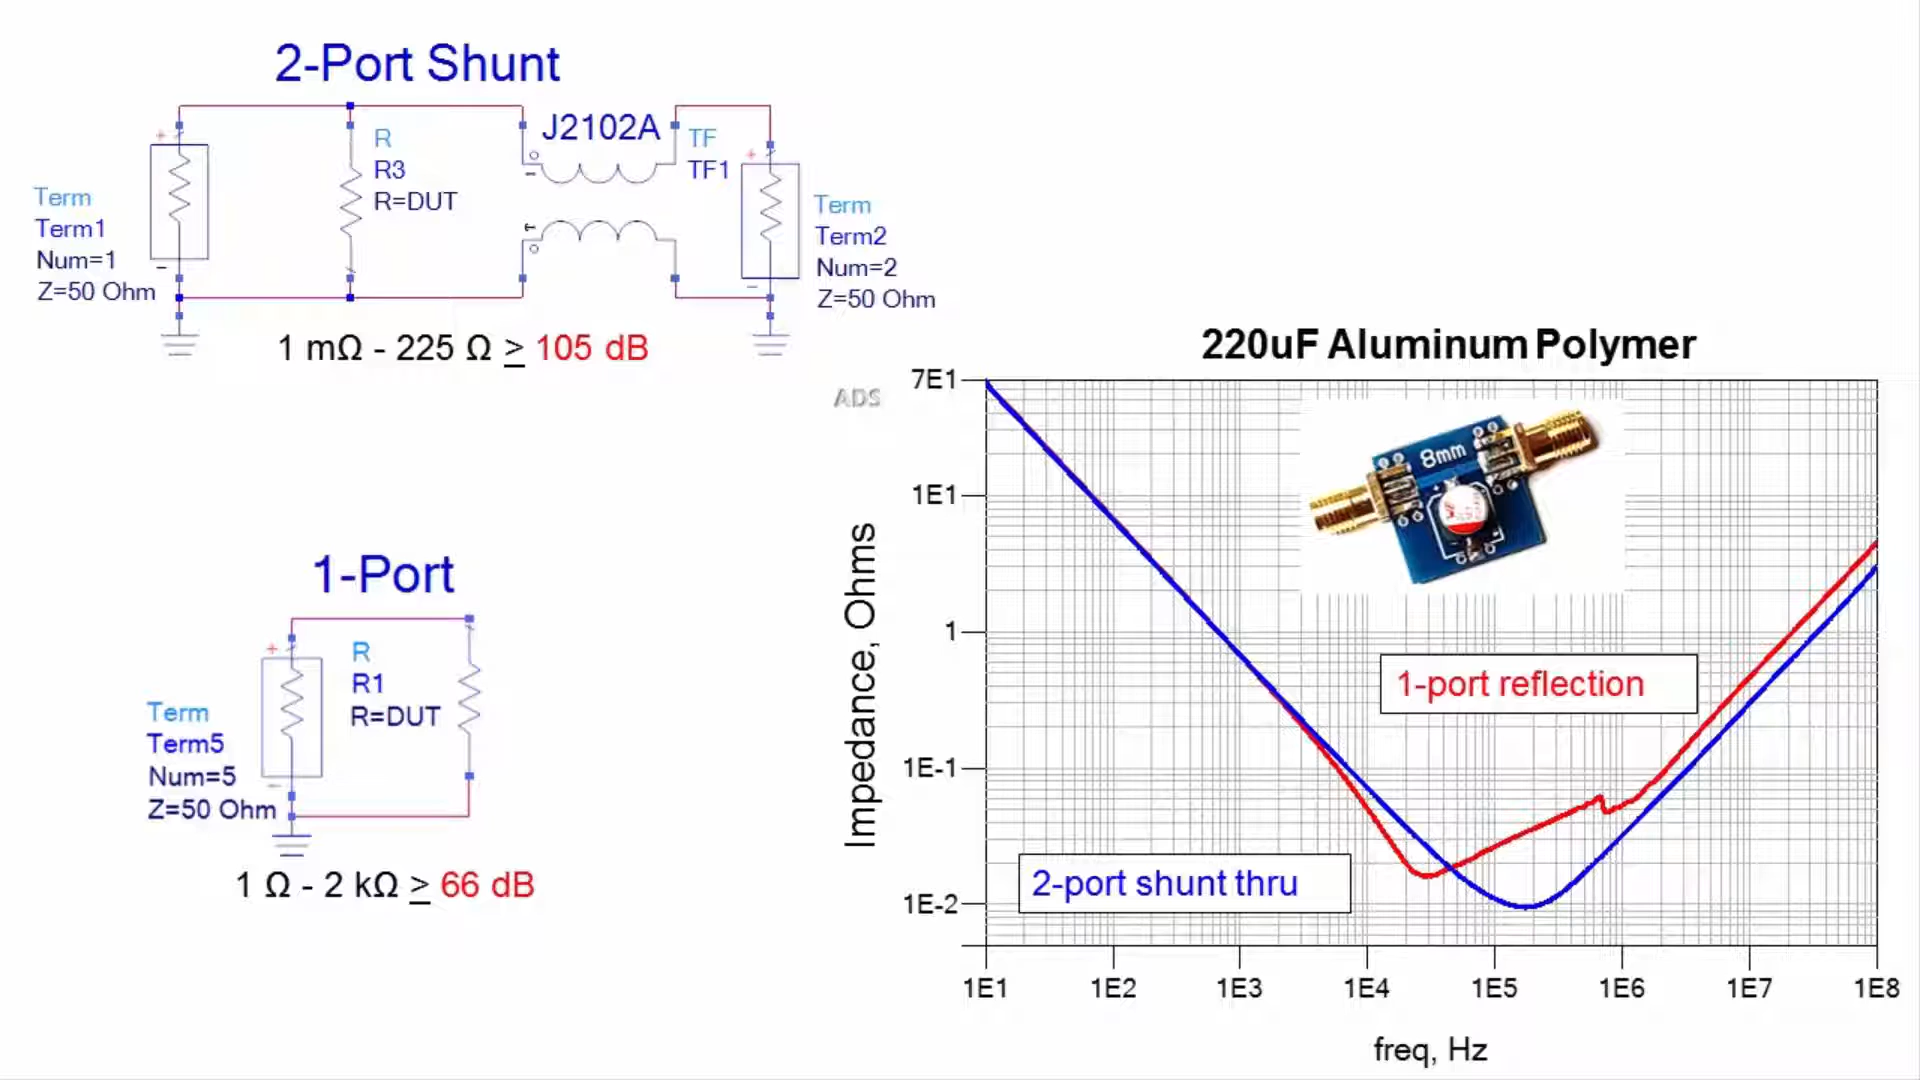 2-Port Shunt
J2102A
R
R3
R=DUT
TF
TF1
Term
Term1
Num=1
Z=50 Ohm
Term
Term2
Num=2
Z=50 Ohm
1 mΩ - 225 Ω ≥ 105 dB
1-Port
R
R1
R=DUT
Term
Term5
Num=5
Z=50 Ohm
1 Ω - 2 kΩ ≥ 66 dB
220uF Aluminum Polymer
ADS
7E1
1E1
1
1E-1
1E-2
Impedance, Ohms
8mm
1-port reflection
2-port shunt thru
1E1 1E2 1E3 1E4 1E5 1E6 1E7 1E8
freq, Hz